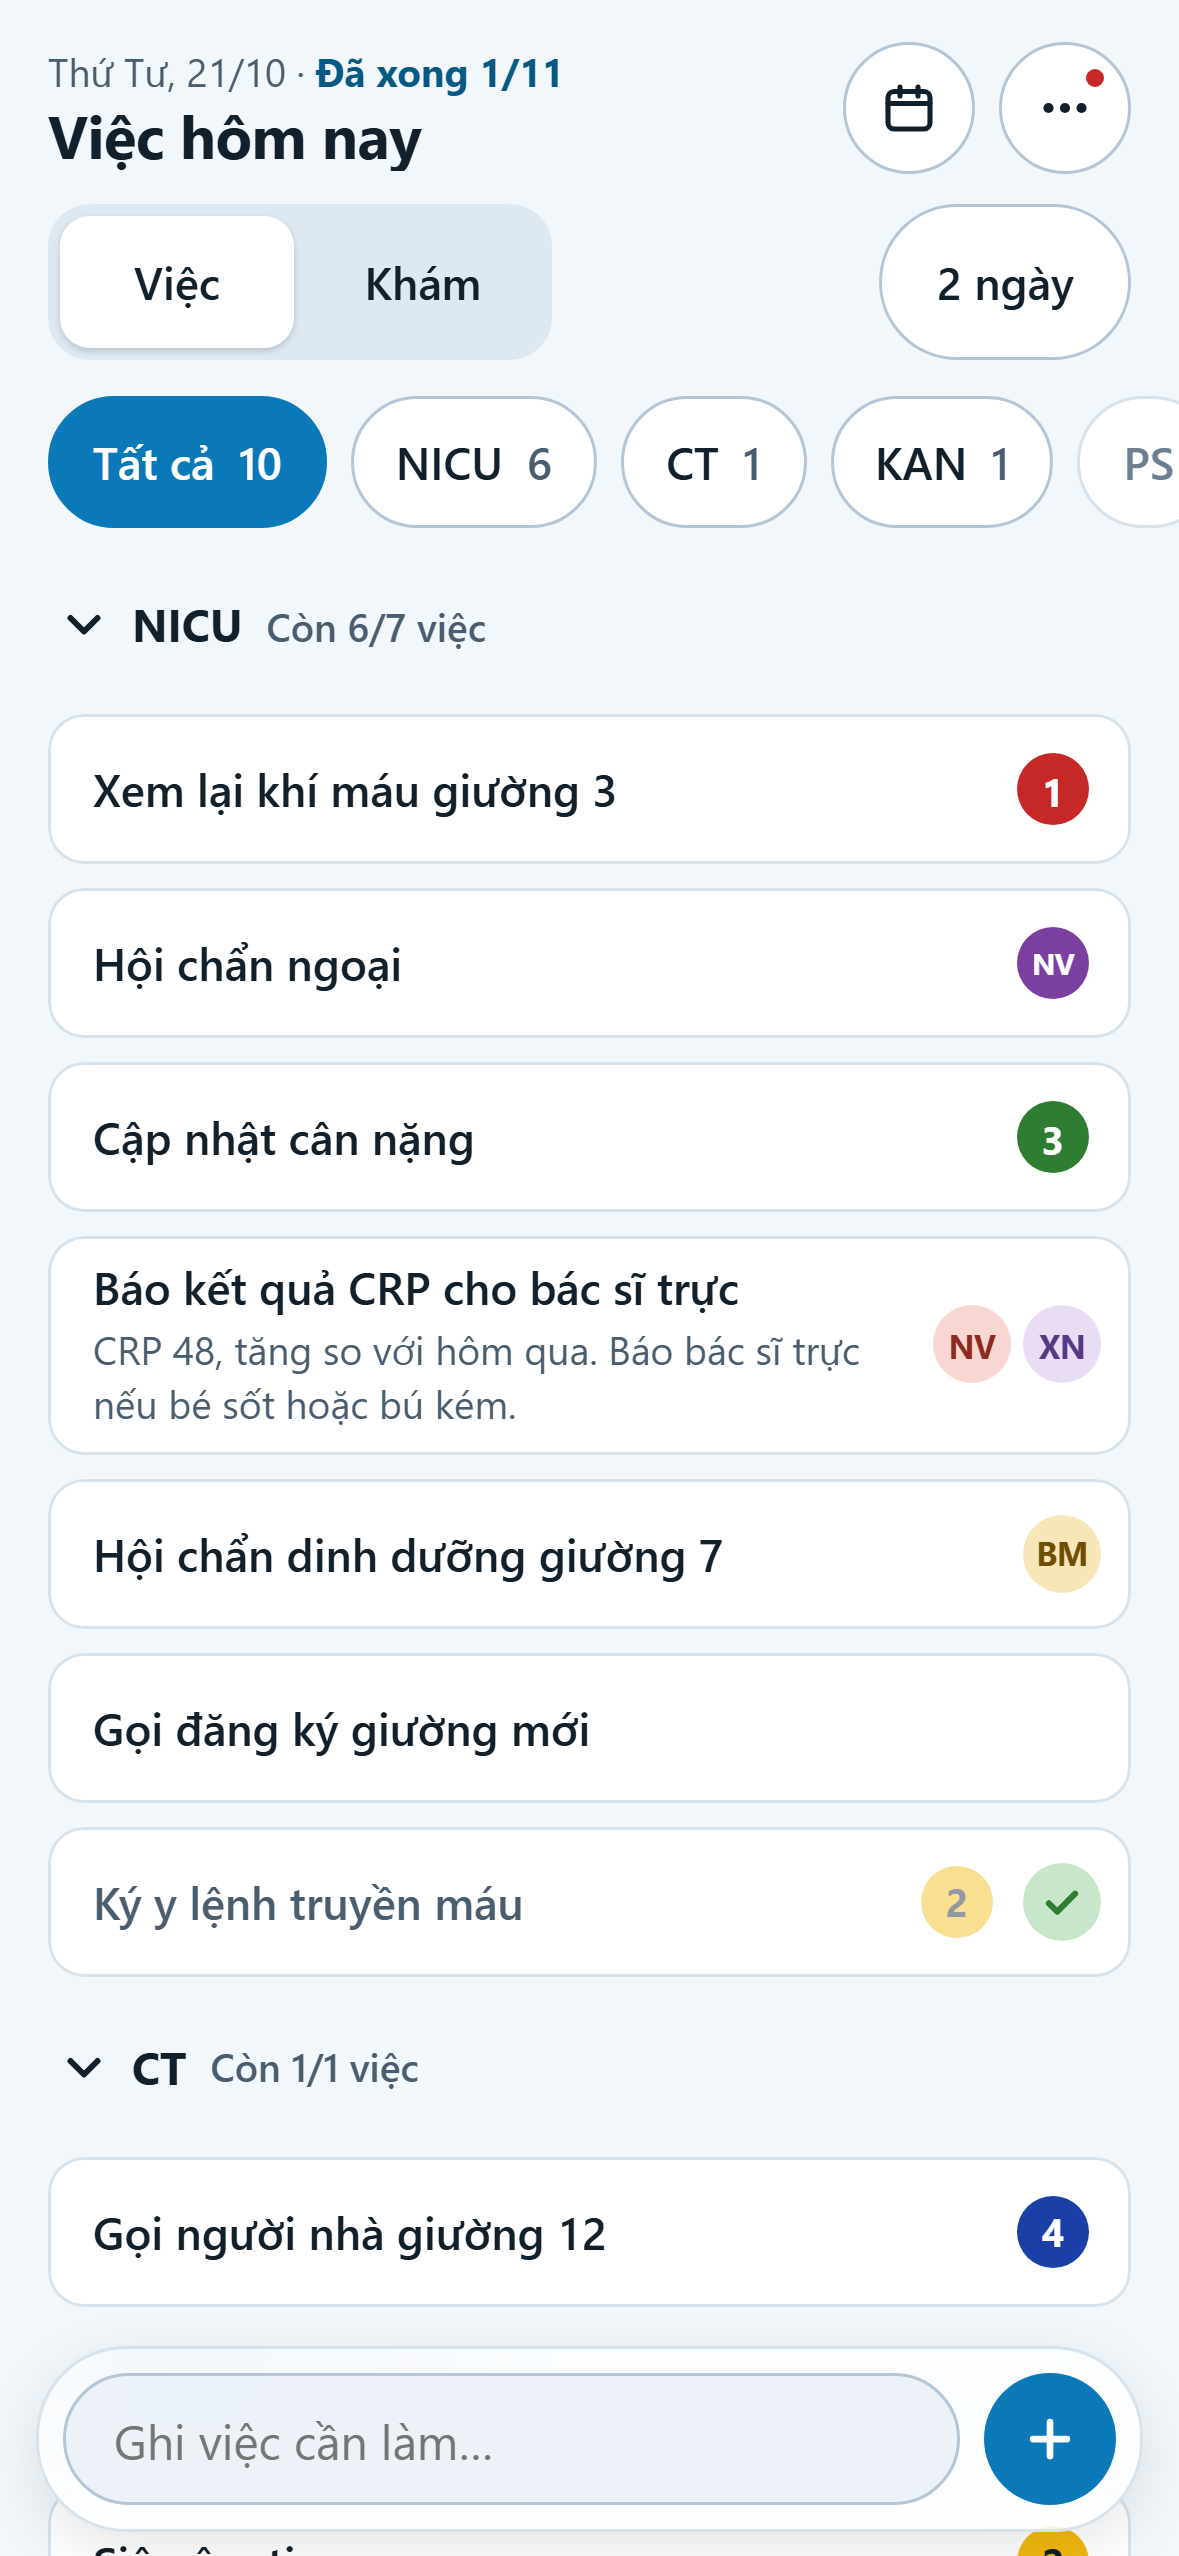 Thứ Tư, 21/10 · Đã xong 1/11
Việc hôm nay
Việc
Khám
2 ngày
Tất cả 10
NICU 6
CT 1
KAN 1
PS
NICU Còn 6/7 việc
Xem lại khí máu giường 3
1
Hội chẩn ngoại
NV
Cập nhật cân nặng
3
Báo kết quả CRP cho bác sĩ trực
CRP 48, tăng so với hôm qua. Báo bác sĩ trực
nếu bé sốt hoặc bú kém.
NV XN
Hội chẩn dinh dưỡng giường 7
BM
Gọi đăng ký giường mới
Ký y lệnh truyền máu
2
CT Còn 1/1 việc
Gọi người nhà giường 12
4
Ghi việc cần làm...